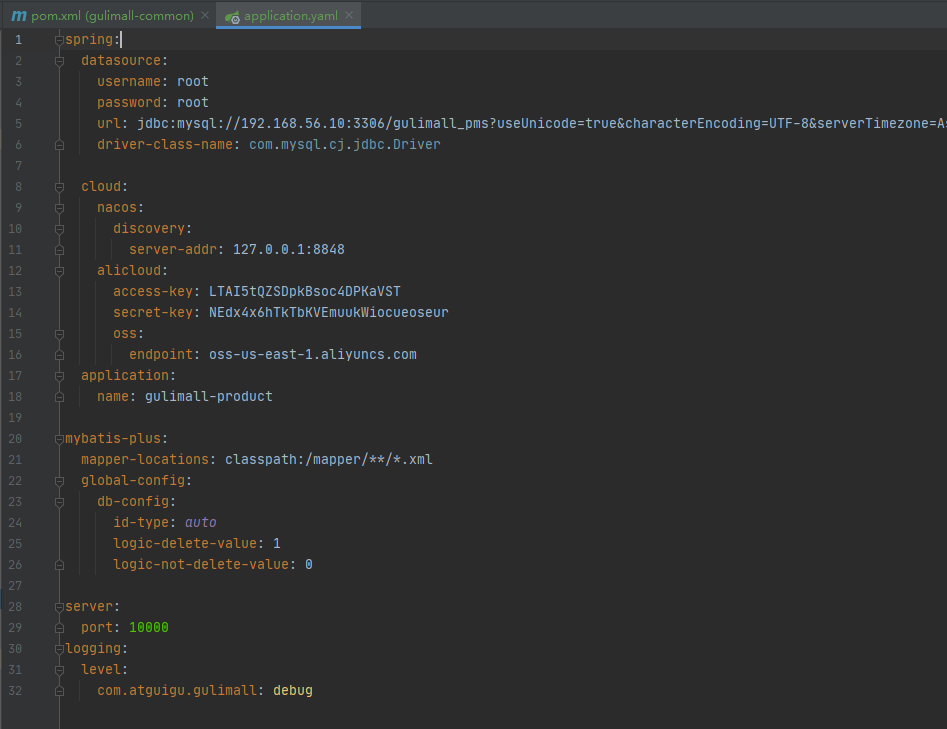 pom.xml (gulimall-common)
application.yaml
1 spring:
2 datasource:
3 username: root
4 password: root
5 url: jdbc:mysql://192.168.56.10:3306/gulimall_pms?useUnicode=true&characterEncoding=UTF-8&serverTimezone=As
6 driver-class-name: com.mysql.cj.jdbc.Driver
7
8 cloud:
9 nacos:
10 discovery:
11 server-addr: 127.0.0.1:8848
12 alicloud:
13 access-key: LTAI5tQZSDpkBsoc4DPKaVST
14 secret-key: NEdx4x6hTkTbKVEmuukWiocueoseur
15 oss:
16 endpoint: oss-us-east-1.aliyuncs.com
17 application:
18 name: gulimall-product
19
20 mybatis-plus:
21 mapper-locations: classpath:/mapper/**/*.xml
22 global-config:
23 db-config:
24 id-type: auto
25 logic-delete-value: 1
26 logic-not-delete-value: 0
27
28 server:
29 port: 10000
30 logging:
31 level:
32 com.atguigu.gulimall: debug